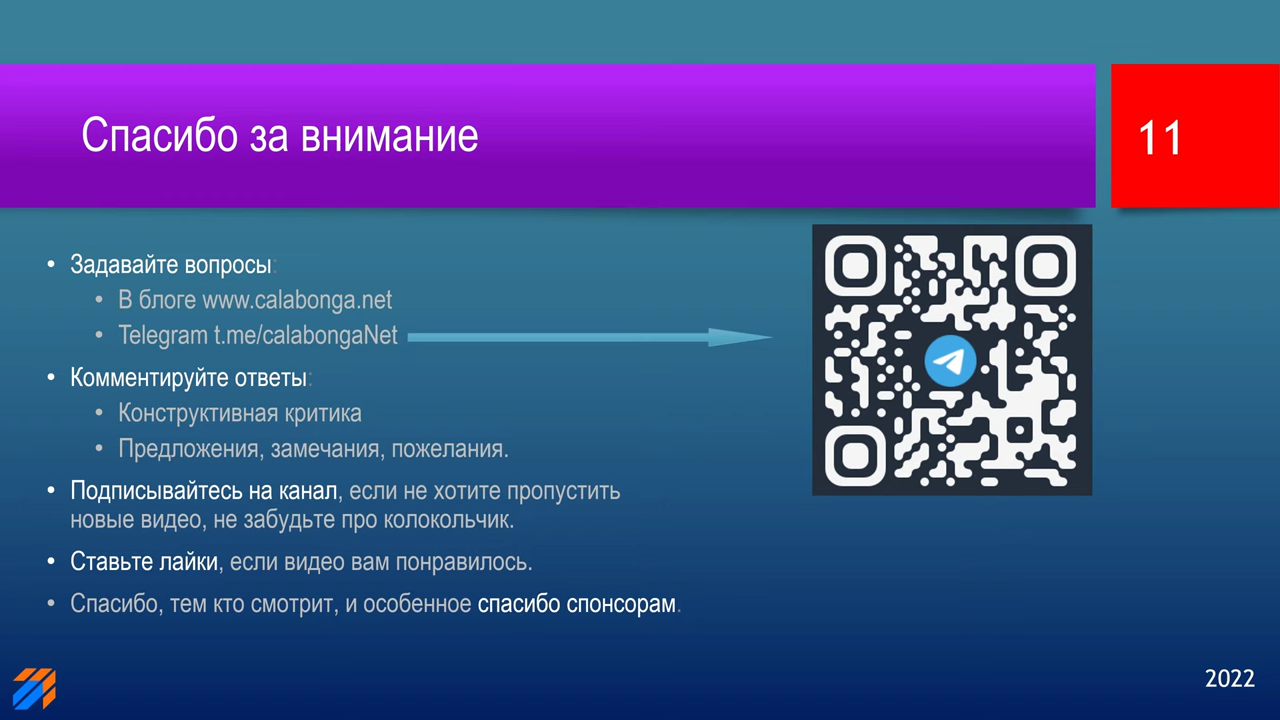 Спасибо за внимание
11
• Задавайте вопросы:
• В блоге www.calabonga.net
• Telegram t.me/calabongaNet
• Комментируйте ответы:
• Конструктивная критика
• Предложения, замечания, пожелания.
• Подписывайтесь на канал, если не хотите пропустить
новые видео, не забудьте про колокольчик.
• Ставьте лайки, если видео вам понравилось.
• Спасибо, тем кто смотрит, и особенное спасибо спонсорам.
2022